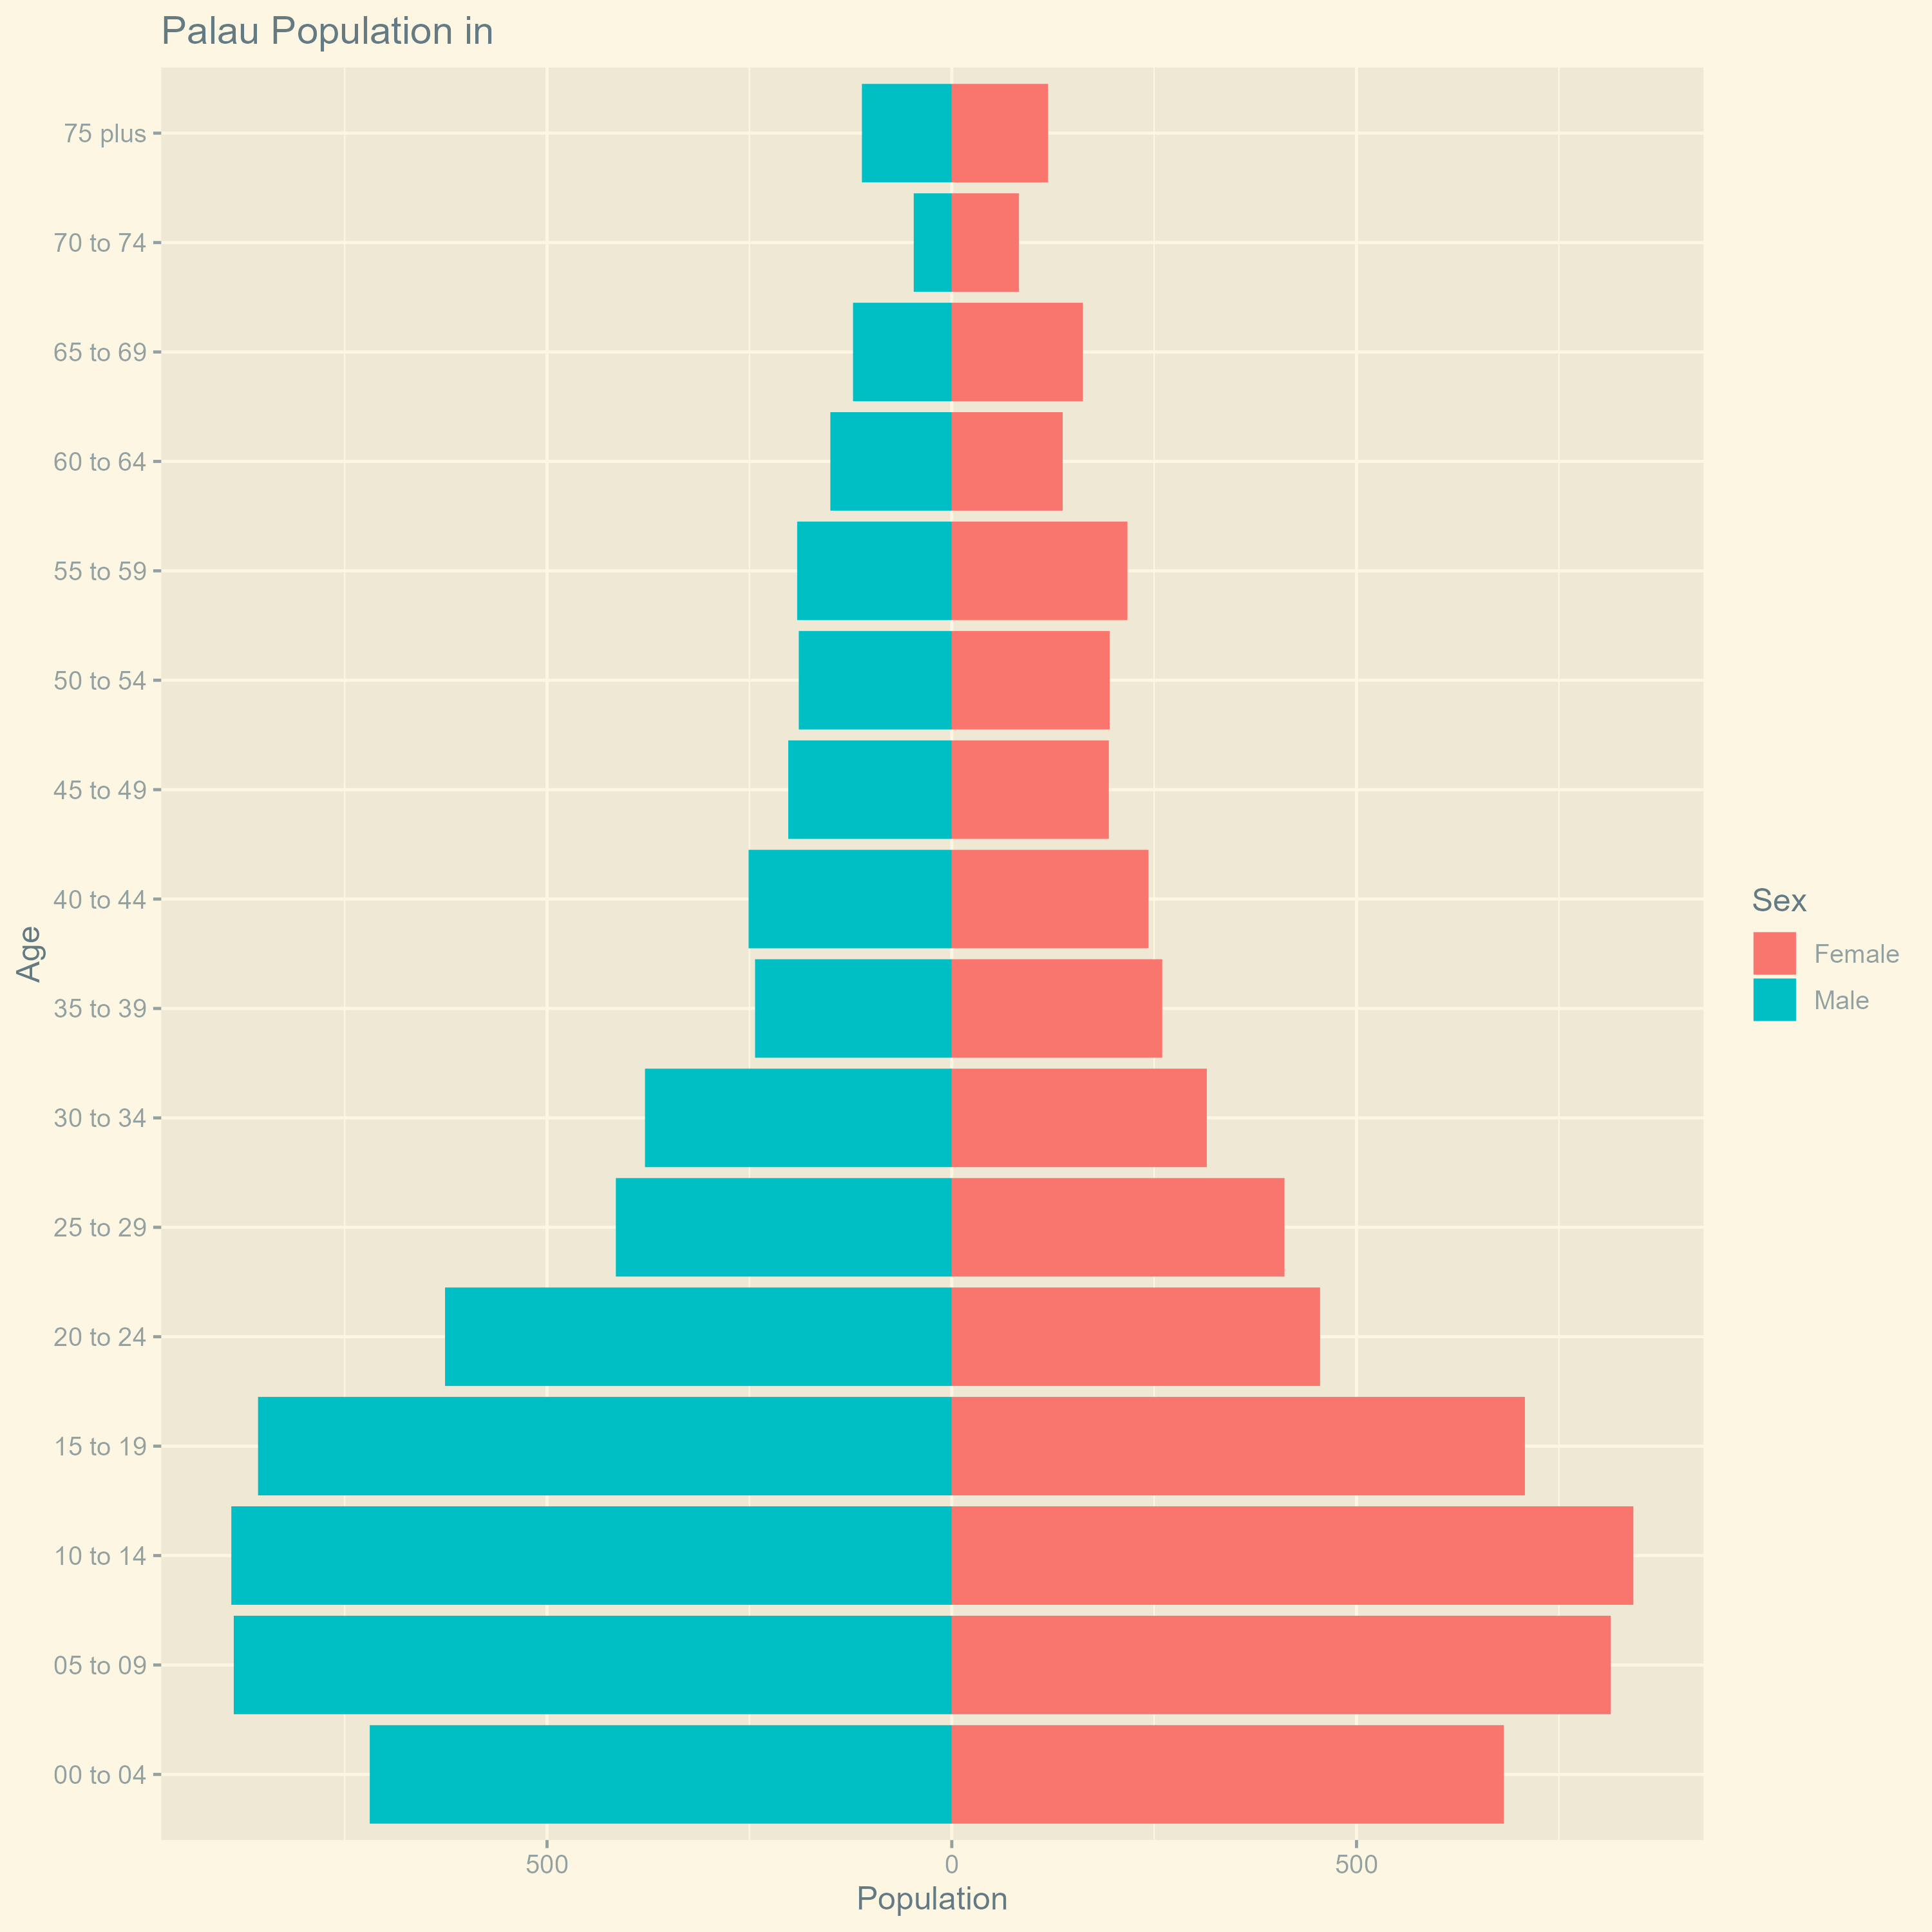 Palau Population in
75 plus
70 to 74
65 to 69
60 to 64
55 to 59
50 to 54
45 to 49
40 to 44
35 to 39
30 to 34
25 to 29
20 to 24
15 to 19
10 to 14
05 to 09
00 to 04
Age
500 0 500
Population
Sex
Female
Male